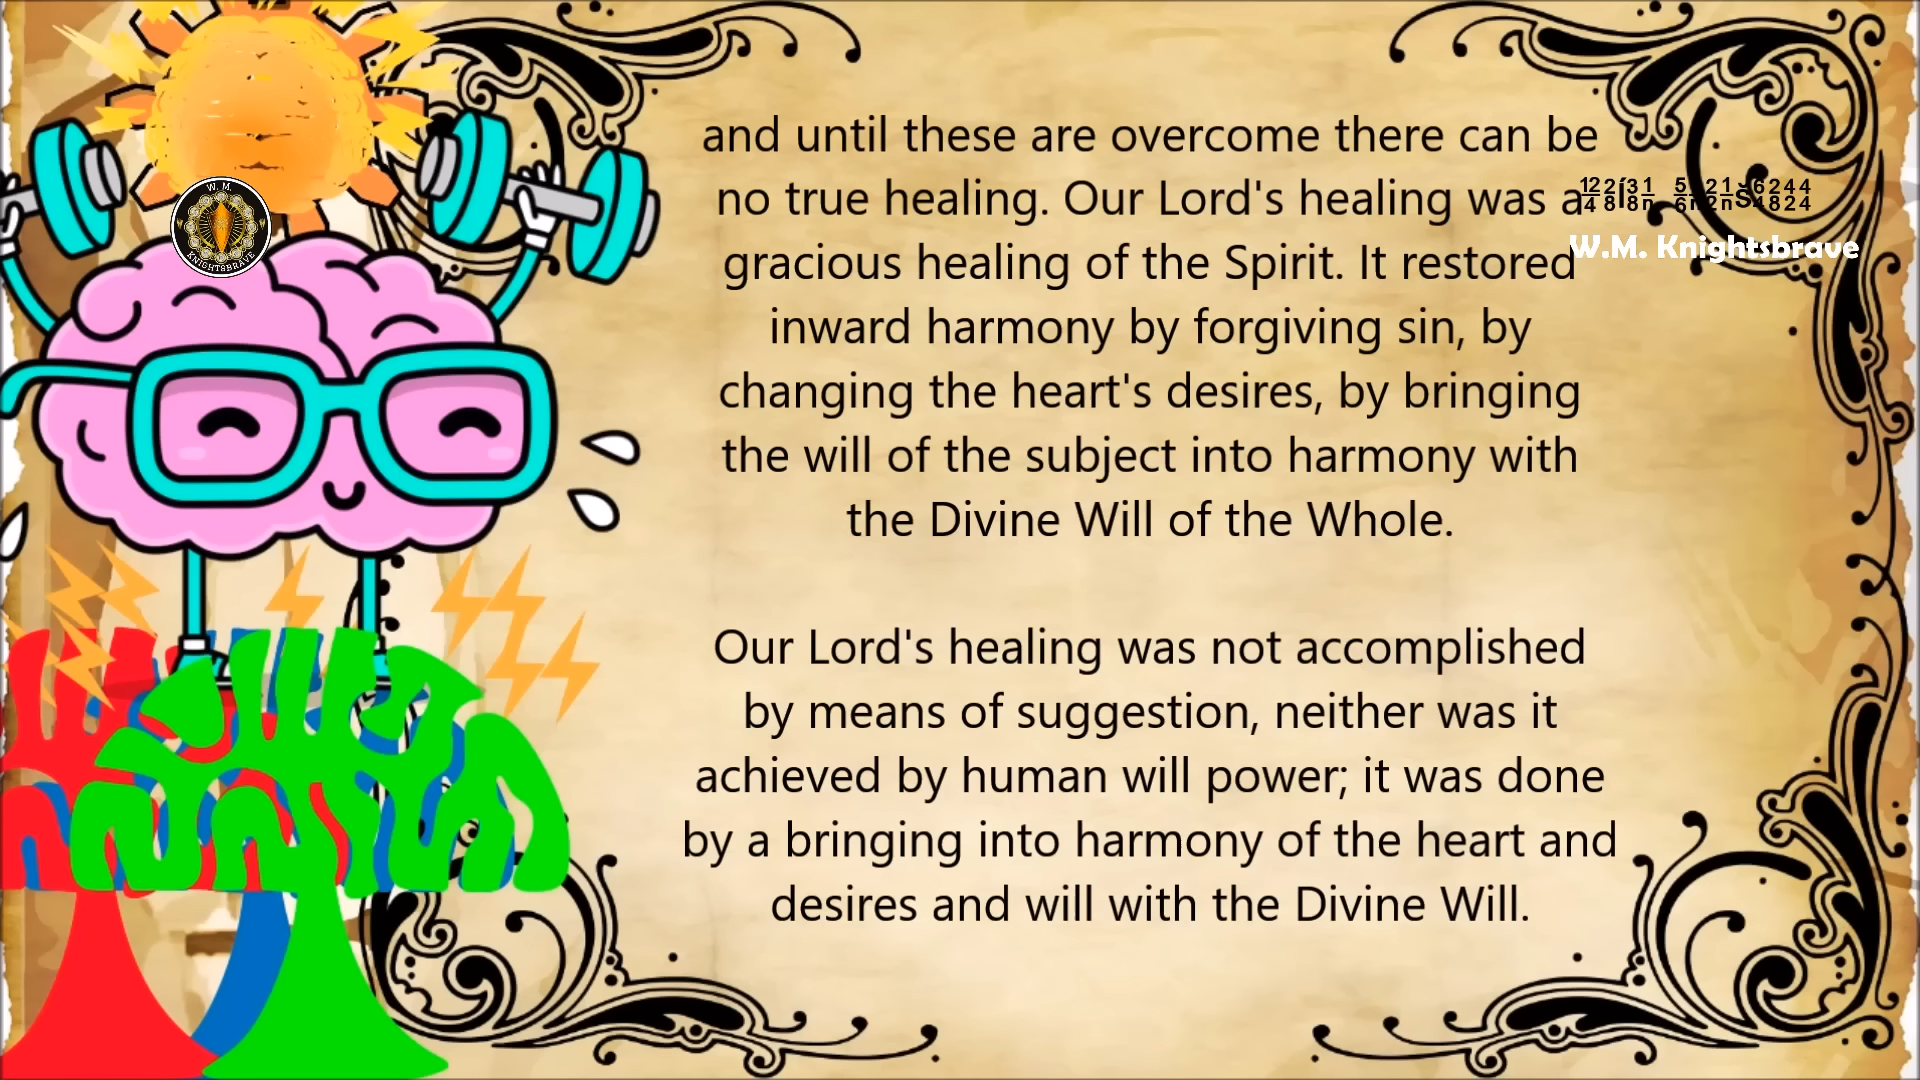 and until these are overcome there can be
no true healing. Our Lord's healing was a
gracious healing of the Spirit. It restored
inward harmony by forgiving sin, by
changing the heart's desires, by bringing
the will of the subject into harmony with
the Divine Will of the Whole.
Our Lord's healing was not accomplished
by means of suggestion, neither was it
achieved by human will power; it was done
by a bringing into harmony of the heart and
desires and will with the Divine Will.
W.M. Knightsbrave
W. M.
KNIGHTSBRAVE